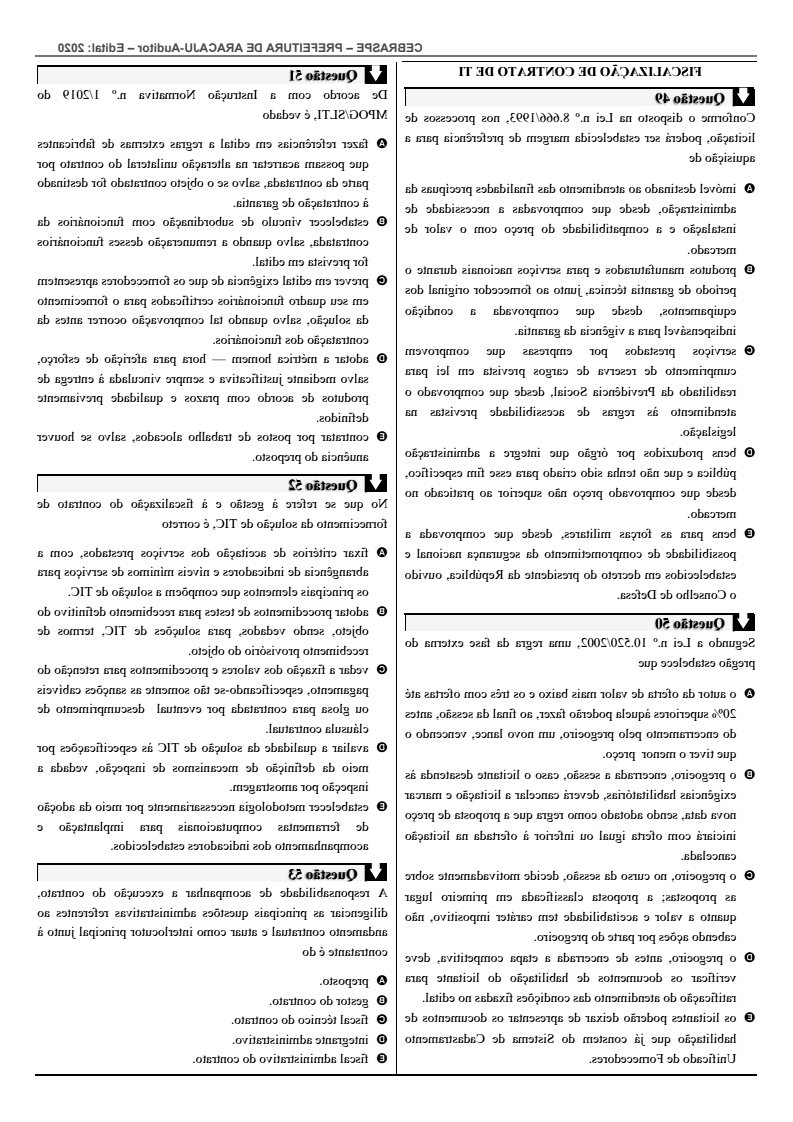 CEBRASPE – PREFEITURA DE ARACAJU-Auditor – Edital: 2020
FISCALIZAÇÃO DE CONTRATO DE TI
Questão 49
Conforme o disposto na Lei n.º 8.666/1993, nos processos de
licitação, poderá ser estabelecida margem de preferência para a
aquisição de
A imóvel destinado ao atendimento das finalidades precípuas da
administração, desde que comprovadas a necessidade de
instalação e a compatibilidade do preço com o valor de
mercado.
B produtos manufaturados e para serviços nacionais durante o
período de garantia técnica, junto ao fornecedor original dos
equipamentos, desde que comprovada a condição
indispensável para a vigência da garantia.
C serviços prestados por empresas que comprovem
cumprimento de reserva de cargos prevista em lei para
reabilitado da Previdência Social, desde que comprovado o
atendimento às regras de acessibilidade previstas na
legislação.
D bens produzidos por órgão que integre a administração
pública e que não tenha sido criado para esse fim específico,
desde que comprovado preço não superior ao praticado no
mercado.
E bens para as forças militares, desde que comprovada a
possibilidade de comprometimento da segurança nacional e
estabelecidos em decreto do presidente da República, ouvido
o Conselho de Defesa.
Questão 50
Segundo a Lei n.º 10.520/2002, uma regra da fase externa do
pregão estabelece que
A o autor da oferta de valor mais baixo e os três com ofertas até
20% superiores àquela poderão fazer, ao final da sessão, antes
do encerramento pelo pregoeiro, um novo lance, vencendo o
que tiver o menor preço.
B o pregoeiro, encerrada a sessão, caso o licitante desatenda às
exigências habilitatórias, deverá cancelar a licitação e marcar
nova data, sendo adotado como regra que a proposta de preço
iniciará com oferta igual ou inferior à ofertada na licitação
cancelada.
C o pregoeiro, no curso da sessão, decide motivadamente sobre
as propostas; a proposta classificada em primeiro lugar
quanto a valor e aceitabilidade tem caráter impositivo, não
cabendo ações por parte do pregoeiro.
D o pregoeiro, antes de encerrada a etapa competitiva, deve
verificar os documentos de habilitação do licitante para
ratificação do atendimento das condições fixadas no edital.
E os licitantes poderão deixar de apresentar os documentos de
habilitação que já constem do Sistema de Cadastramento
Unificado de Fornecedores.
Questão 51
De acordo com a Instrução Normativa n.º 1/2019 do
MPOG/SLTI, é vedado
A fazer referências em edital a regras externas de fabricantes
que possam acarretar na alteração unilateral do contrato por
parte da contratada, salvo se o objeto contratado for destinado
à contratação de garantia.
B estabelecer vínculo de subordinação com funcionários da
contratada, salvo quando a remuneração desses funcionários
for prevista em edital.
C prever em edital exigência de que os fornecedores apresentem
em seu quadro funcionários certificados para o fornecimento
da solução, salvo quando tal comprovação ocorrer antes da
contratação dos funcionários.
D adotar a métrica homem — hora para aferição de esforço,
salvo mediante justificativa e sempre vinculada à entrega de
produtos de acordo com prazos e qualidade previamente
definidos.
E contratar por postos de trabalho alocados, salvo se houver
anuência do preposto.
Questão 52
No que se refere à gestão e à fiscalização do contrato de
fornecimento da solução de TIC, é correto
A fixar critérios de aceitação dos serviços prestados, com a
abrangência de indicadores e níveis mínimos de serviços para
os principais elementos que compõem a solução de TIC.
B adotar procedimentos de testes para recebimento definitivo do
objeto, sendo vedados, para soluções de TIC, termos de
recebimento provisório do objeto.
C vedar a fixação dos valores e procedimentos para retenção do
pagamento, especificando-se tão somente as sanções cabíveis
ou glosa para contratada por eventual descumprimento de
cláusula contratual.
D avaliar a qualidade da solução de TIC às especificações por
meio da definição de mecanismos de inspeção, vedada a
inspeção por amostragem.
E estabelecer metodologia necessariamente por meio da adoção
de ferramentas computacionais para implantação e
acompanhamento dos indicadores estabelecidos.
Questão 53
A responsabilidade de acompanhar a execução do contrato,
diligenciar as principais questões administrativas referentes ao
andamento contratual e atuar como interlocutor principal junto à
contratante é do
A preposto.
B gestor do contrato.
C fiscal técnico do contrato.
D integrante administrativo.
E fiscal administrativo do contrato.